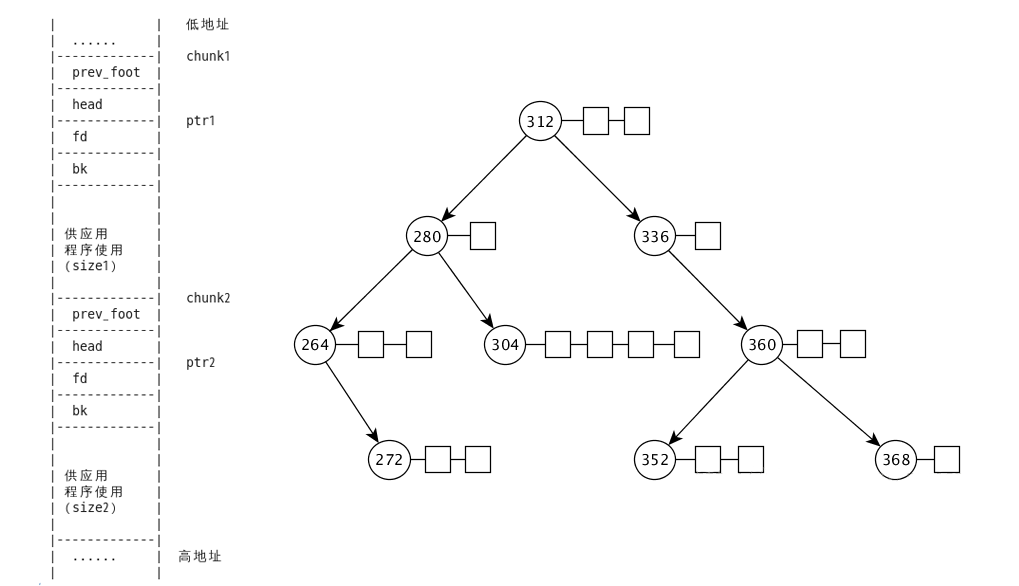 低地址
......
chunk1
prev_foot
head
ptr1
fd
bk
供应用
程序使用
(size1)
chunk2
prev_foot
head
ptr2
fd
bk
供应用
程序使用
(size2)
......
高地址
312
280
336
264
304
360
272
352
368